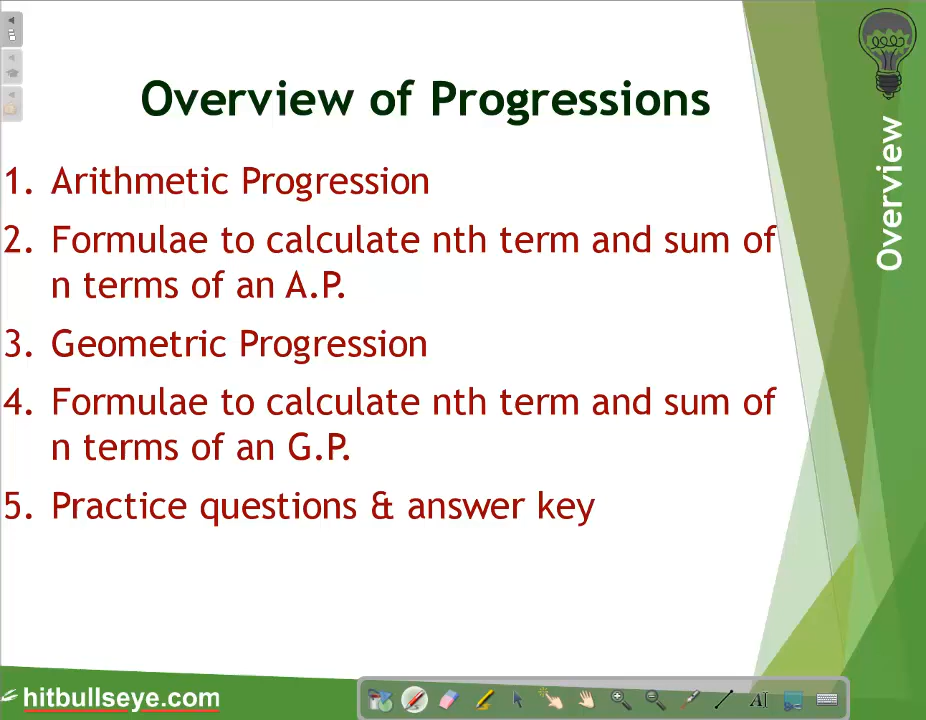 Overview of Progressions
1. Arithmetic Progression
2. Formulae to calculate nth term and sum of
n terms of an A.P.
3. Geometric Progression
4. Formulae to calculate nth term and sum of
n terms of an G.P.
5. Practice questions & answer key
Overview
hitbullseye.com
AI